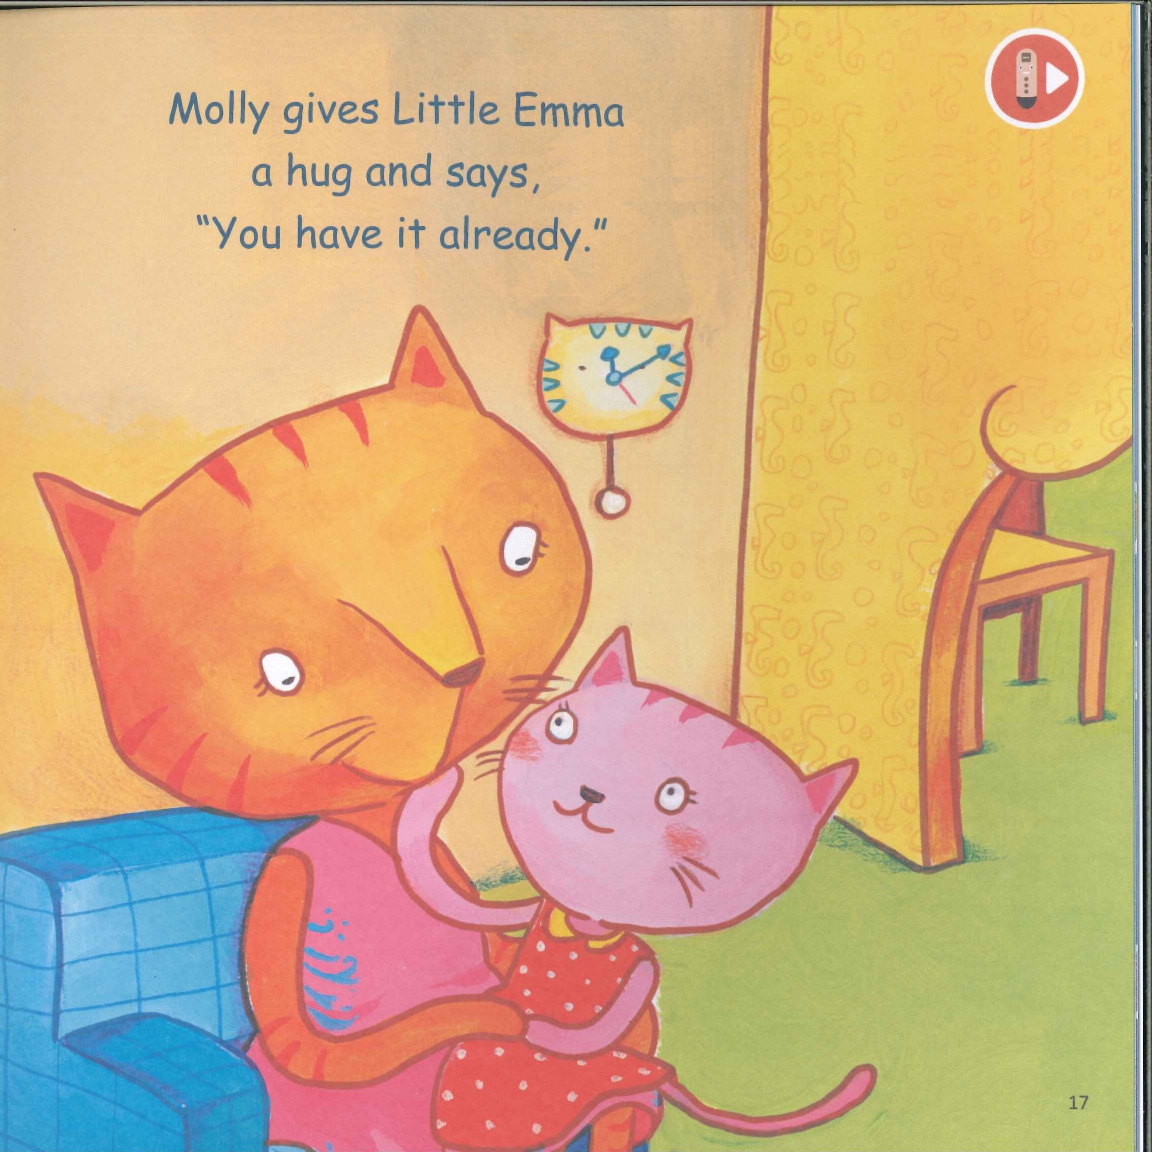 Molly gives Little Emma
a hug and says,
“You have it already.”
17